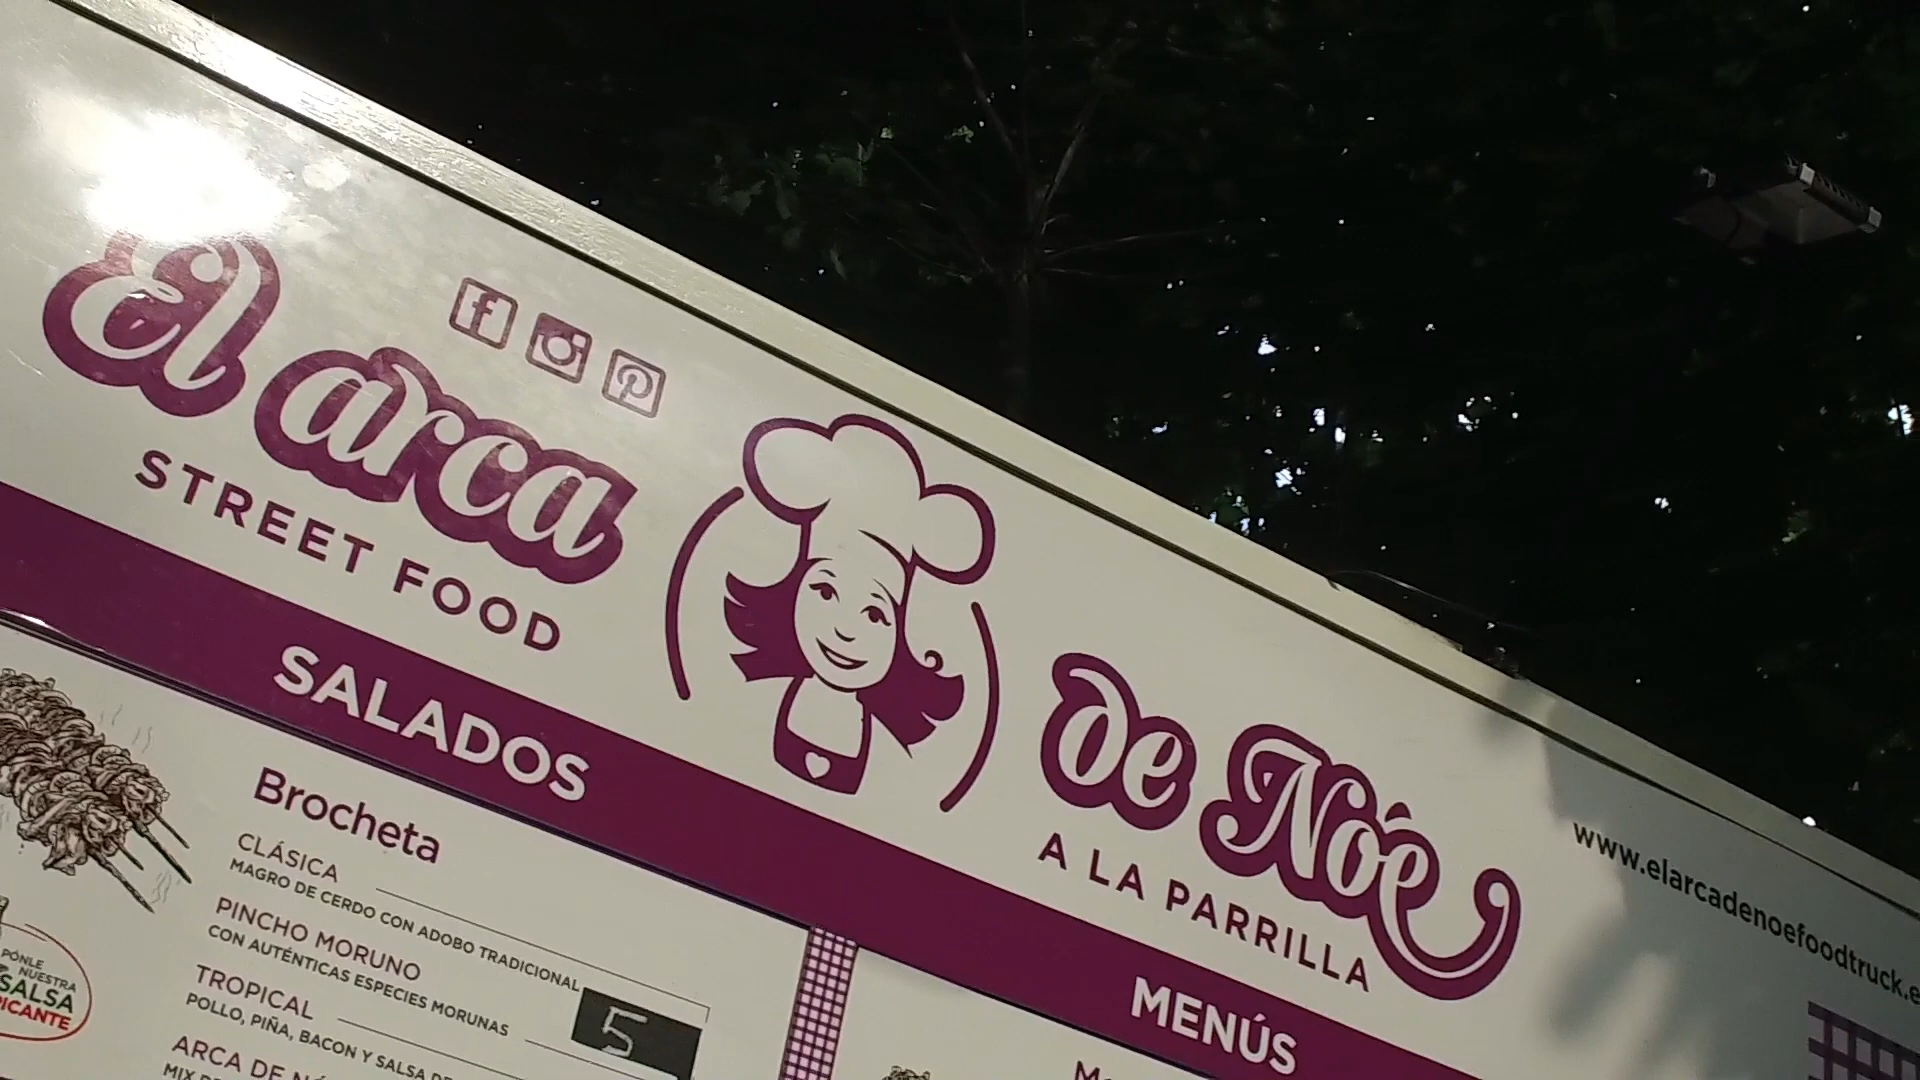 El arca
STREET FOOD
de Noé
A LA PARRILLA
www.elarcadenoefoodtruck.e
SALADOS
Brocheta
CLÁSICA
MAGRO DE CERDO CON ADOBO TRADICIONAL
PINCHO MORUNO
CON AUTÉNTICAS ESPECIES MORUNAS
5
TROPICAL
POLLO, PIÑA, BACON Y SALSA DE
ARCA DE
MIX
PÓNLE
NUESTRA
SALSA
PICANTE
MENÚS